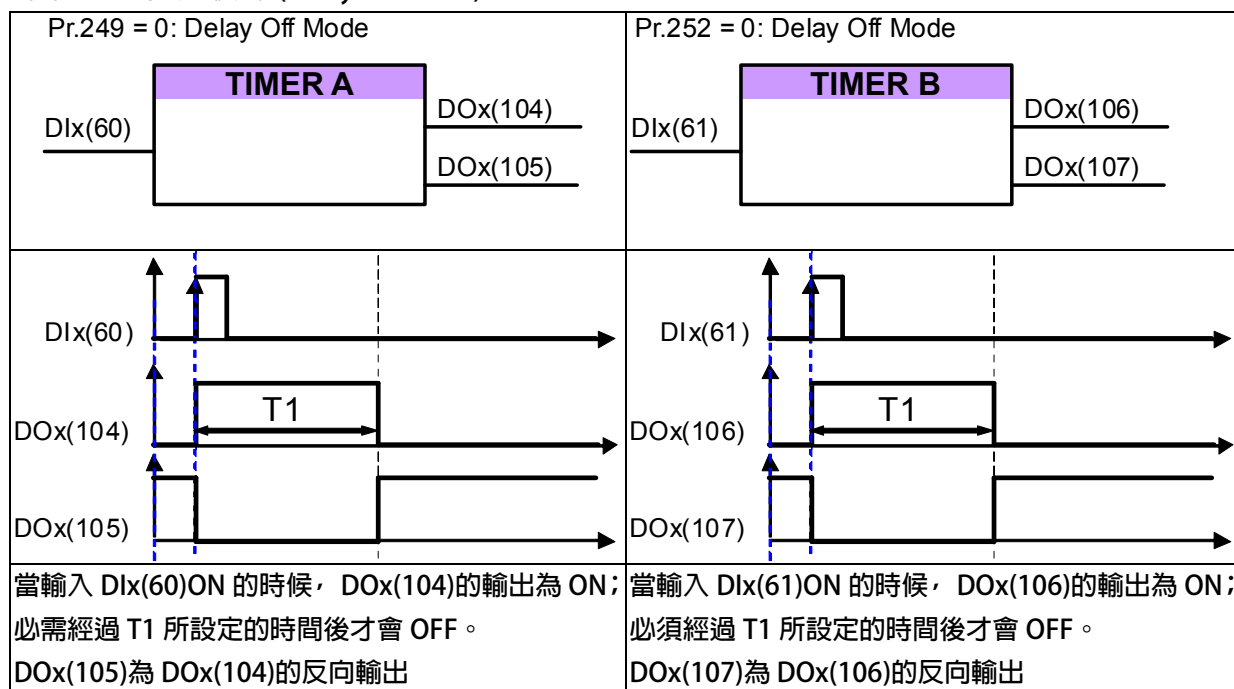 Pr.249 = 0: Delay Off Mode
TIMER A
DIx(60)
DOx(104)
DOx(105)
Pr.252 = 0: Delay Off Mode
TIMER B
DIx(61)
DOx(106)
DOx(107)
DIx(60)
DOx(104)
T1
DOx(105)
DIx(61)
DOx(106)
T1
DOx(107)
當輸入 DIx(60)ON 的時候， DOx(104)的輸出為 ON；
必需經過 T1 所設定的時間後才會 OFF。
DOx(105)為 DOx(104)的反向輸出
當輸入 DIx(61)ON 的時候， DOx(106)的輸出為 ON；
必須經過 T1 所設定的時間後才會 OFF。
DOx(107)為 DOx(106)的反向輸出